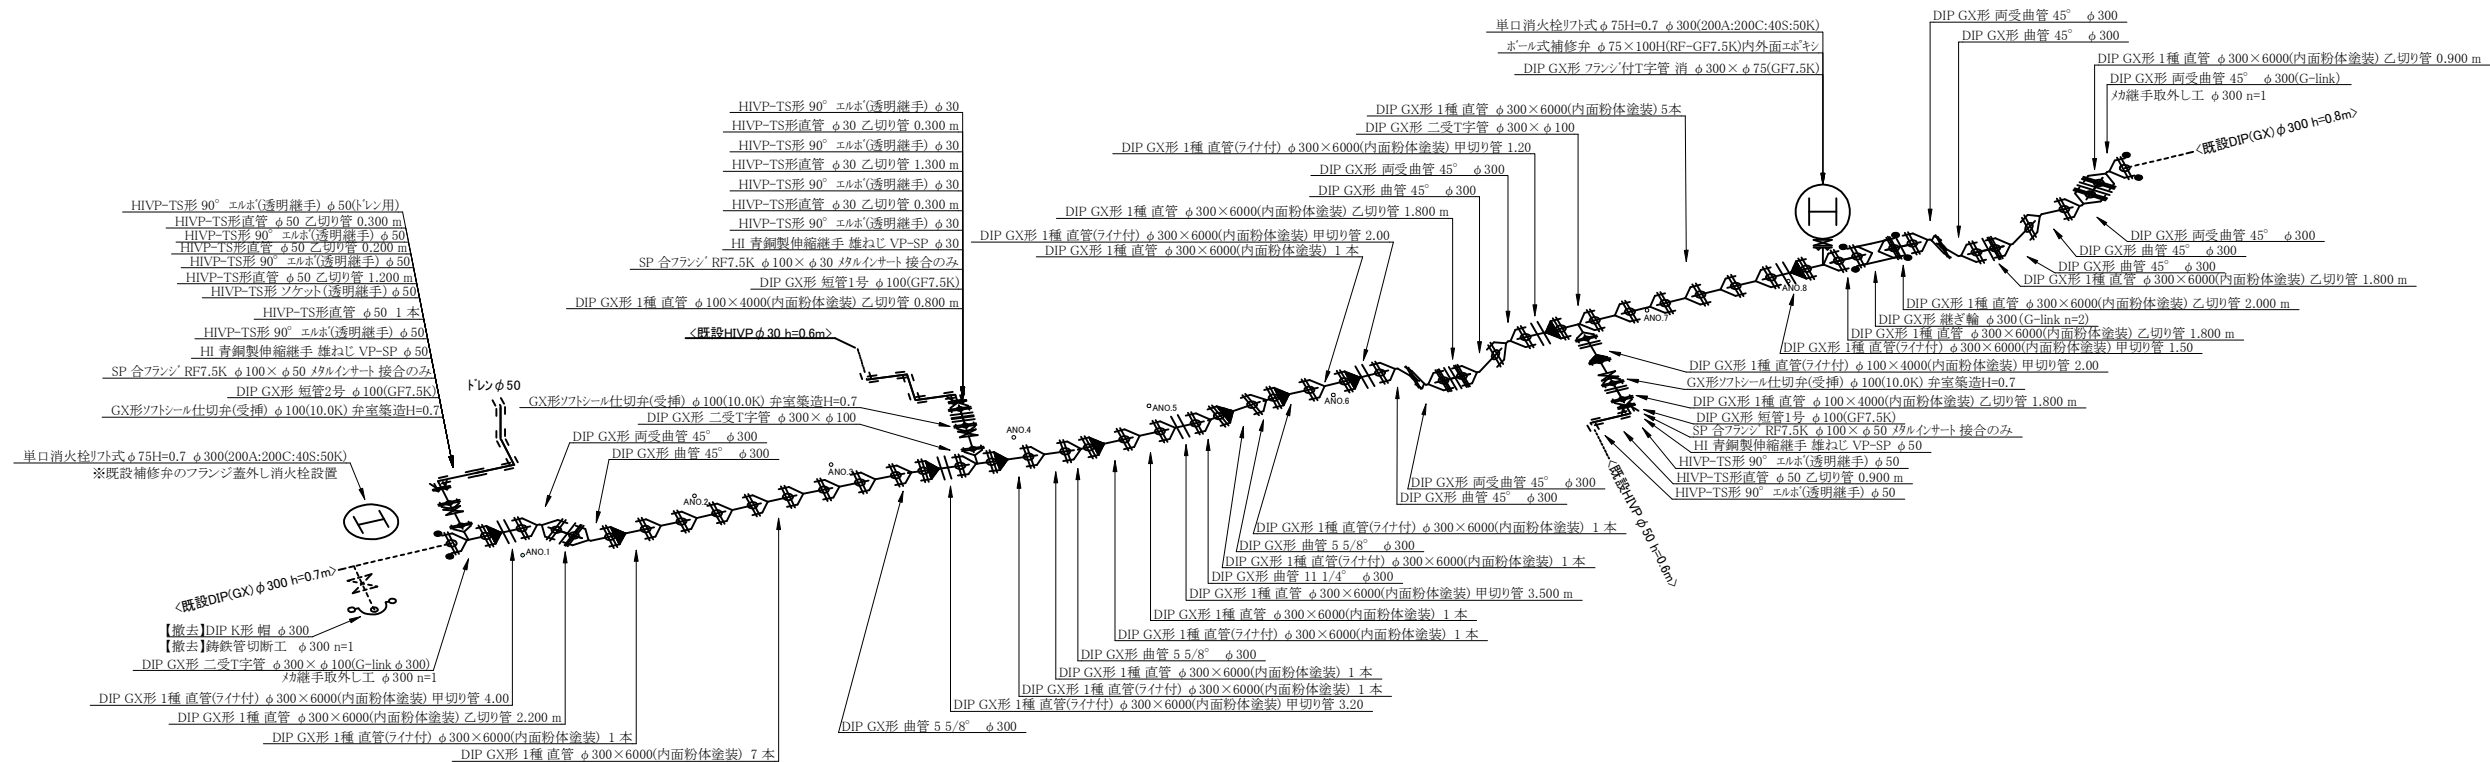 HIVP-TS形 90° エルボ(透明継手) φ50(ドレン用)
HIVP-TS形直管 φ50 乙切り管 0.300 m
HIVP-TS形 90° エルボ(透明継手) φ50
HIVP-TS形直管 φ50 乙切り管 0.200 m
HIVP-TS形 90° エルボ(透明継手) φ50
HIVP-TS形直管 φ50 乙切り管 1.200 m
HIVP-TS形 ソケット(透明継手) φ50
HIVP-TS形直管 φ50 1 本
HIVP-TS形 90° エルボ(透明継手) φ50
HI 青銅製伸縮継手 雄ねじ VP-SP φ50
SP 合フランジ RF7.5K φ100×φ50 メタルインサート 接合のみ
DIP GX形 短管2号 φ100(GF7.5K)
GX形ソフトシール仕切弁(受挿) φ100(10.0K) 弁室築造H=0.7
単口消火栓リフト式φ75H=0.7 φ300(200A:200C:40S:50K)
※既設補修弁のフランジ蓋外し消火栓設置
ドレンφ50
<既設DIP(GX)φ300 h=0.7m>
【撤去】DIP K形 帽 φ300
【撤去】鋳鉄管切断工 φ300 n=1
DIP GX形 二受T字管 φ300×φ100(G-link φ300)
メカ継手取外し工 φ300 n=1
DIP GX形 1種 直管(ライナ付) φ300×6000(内面粉体塗装) 甲切り管 4.00
DIP GX形 1種 直管 φ300×6000(内面粉体塗装) 乙切り管 2.200 m
DIP GX形 1種 直管(ライナ付) φ300×6000(内面粉体塗装) 1 本
DIP GX形 1種 直管 φ300×6000(内面粉体塗装) 7 本
DIP GX形 両受曲管 45° φ300
DIP GX形 曲管 45° φ300
ANO.1
ANO.2
ANO.3
HIVP-TS形 90° エルボ(透明継手) φ30
HIVP-TS形直管 φ30 乙切り管 0.300 m
HIVP-TS形 90° エルボ(透明継手) φ30
HIVP-TS形直管 φ30 乙切り管 1.300 m
HIVP-TS形 90° エルボ(透明継手) φ30
HIVP-TS形直管 φ30 乙切り管 0.300 m
HIVP-TS形 90° エルボ(透明継手) φ30
HI 青銅製伸縮継手 雄ねじ VP-SP φ30
SP 合フランジ RF7.5K φ100×φ30 メタルインサート 接合のみ
DIP GX形 短管1号 φ100(GF7.5K)
DIP GX形 1種 直管 φ100×4000(内面粉体塗装) 乙切り管 0.800 m
<既設HIVPφ30 h=0.6m>
GX形ソフトシール仕切弁(受挿) φ100(10.0K) 弁室築造H=0.7
DIP GX形 二受T字管 φ300×φ100
ANO.4
ANO.5
ANO.6
ANO.7
ANO.8
DIP GX形 曲管 5 5/8° φ300
DIP GX形 1種 直管(ライナ付) φ300×6000(内面粉体塗装) 甲切り管 3.20
DIP GX形 1種 直管(ライナ付) φ300×6000(内面粉体塗装) 1 本
DIP GX形 1種 直管 φ300×6000(内面粉体塗装) 1 本
DIP GX形 曲管 5 5/8° φ300
DIP GX形 1種 直管(ライナ付) φ300×6000(内面粉体塗装) 1 本
DIP GX形 1種 直管 φ300×6000(内面粉体塗装) 1 本
DIP GX形 1種 直管 φ300×6000(内面粉体塗装) 甲切り管 3.500 m
DIP GX形 曲管 11 1/4° φ300
DIP GX形 1種 直管(ライナ付) φ300×6000(内面粉体塗装) 1 本
DIP GX形 曲管 5 5/8° φ300
DIP GX形 1種 直管(ライナ付) φ300×6000(内面粉体塗装) 1 本
DIP GX形 曲管 45° φ300
DIP GX形 両受曲管 45° φ300
DIP GX形 1種 直管 φ300×6000(内面粉体塗装) 5本
DIP GX形 二受T字管 φ300×φ100
DIP GX形 1種 直管(ライナ付) φ300×6000(内面粉体塗装) 甲切り管 1.20
DIP GX形 両受曲管 45° φ300
DIP GX形 曲管 45° φ300
DIP GX形 1種 直管 φ300×6000(内面粉体塗装) 乙切り管 1.800 m
DIP GX形 1種 直管(ライナ付) φ300×6000(内面粉体塗装) 甲切り管 2.00
DIP GX形 1種 直管 φ300×6000(内面粉体塗装) 1 本
単口消火栓リフト式φ75H=0.7 φ300(200A:200C:40S:50K)
ボール式補修弁 φ75×100H(RF-GF7.5K)内外面エポキシ
DIP GX形 フランジ付T字管 消 φ300×φ75(GF7.5K)
DIP GX形 両受曲管 45° φ300
DIP GX形 曲管 45° φ300
DIP GX形 1種 直管 φ300×6000(内面粉体塗装) 乙切り管 0.900 m
DIP GX形 両受曲管 45° φ300(G-link)
メカ継手取外し工 φ300 n=1
<既設DIP(GX)φ300 h=0.8m>
DIP GX形 両受曲管 45° φ300
DIP GX形 曲管 45° φ300
DIP GX形 曲管 45° φ300
DIP GX形 1種 直管 φ300×6000(内面粉体塗装) 乙切り管 1.800 m
DIP GX形 1種 直管 φ300×6000(内面粉体塗装) 乙切り管 2.000 m
DIP GX形 継ぎ輪 φ300(G-link n=2)
DIP GX形 1種 直管 φ300×6000(内面粉体塗装) 乙切り管 1.800 m
DIP GX形 1種 直管(ライナ付) φ300×6000(内面粉体塗装) 甲切り管 1.50
DIP GX形 1種 直管(ライナ付) φ100×4000(内面粉体塗装) 甲切り管 2.00
GX形ソフトシール仕切弁(受挿) φ100(10.0K) 弁室築造H=0.7
DIP GX形 1種 直管 φ100×4000(内面粉体塗装) 乙切り管 1.800 m
DIP GX形 短管1号 φ100(GF7.5K)
SP 合フランジ RF7.5K φ100×φ50 メタルインサート 接合のみ
HI 青銅製伸縮継手 雄ねじ VP-SP φ50
HIVP-TS形 90° エルボ(透明継手) φ50
HIVP-TS形直管 φ50 乙切り管 0.900 m
HIVP-TS形 90° エルボ(透明継手) φ50
<既設HIVPφ50 h=0.6m>